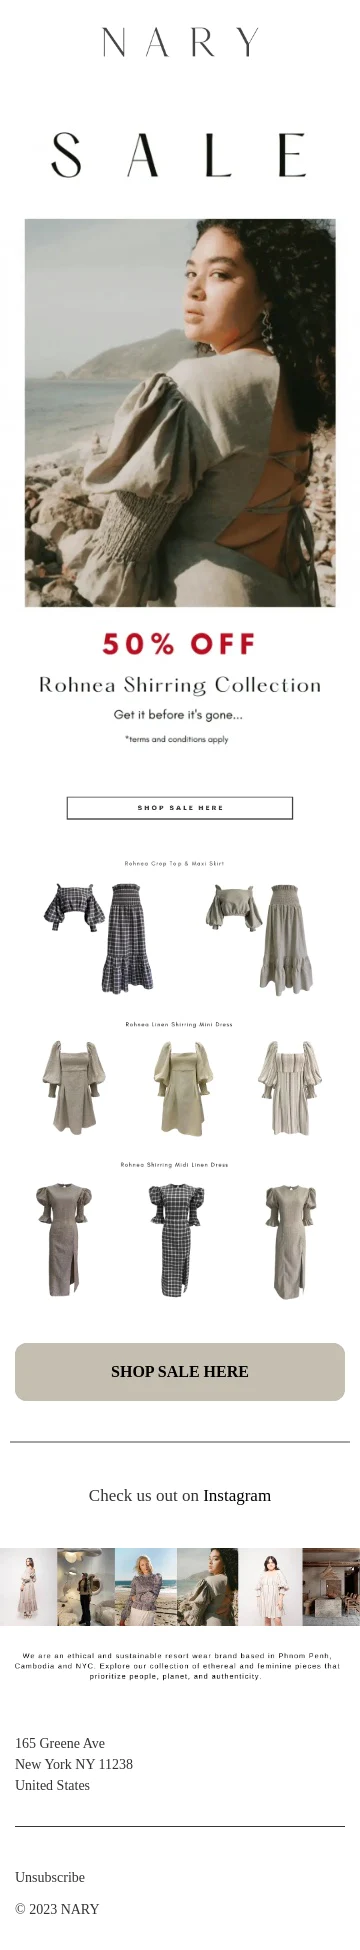 NARY
SALE
50% OFF
Rohnea Shirring Collection
Get it before it's gone...
*terms and conditions apply
SHOP SALE HERE
Rohnea Crop Top & Maxi Skirt
Rohnea Linen Shirring Mini Dress
Rohnea Shirring Midi Linen Dress
SHOP SALE HERE
Check us out on Instagram
We are an ethical and sustainable resort wear brand based in Phnom Penh,
Cambodia and NYC. Explore our collection of ethereal and feminine pieces that
prioritize people, planet, and authenticity.
165 Greene Ave
New York NY 11238
United States
Unsubscribe
© 2023 NARY